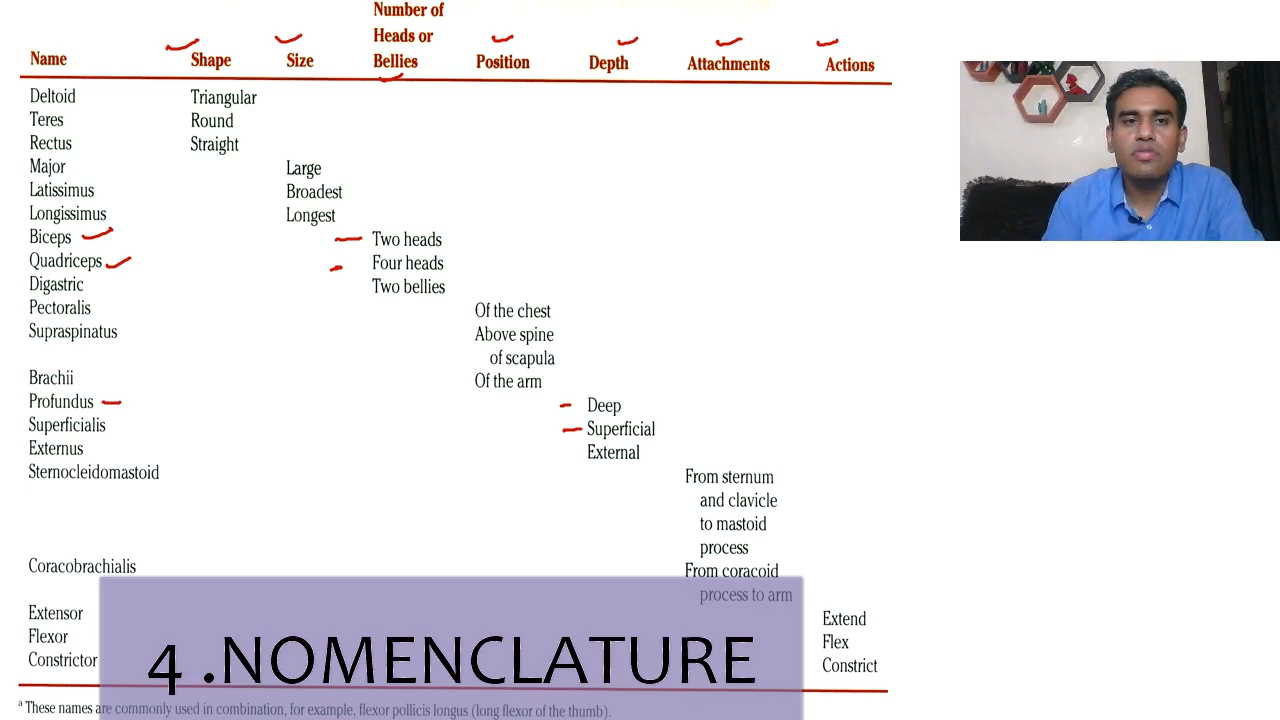 Name Shape Size Number of Heads or Bellies Position Depth Attachments Actions
Deltoid Triangular
Teres Round
Rectus Straight
Major Large
Latissimus Broadest
Longissimus Longest
Biceps Two heads
Quadriceps Four heads
Digastric Two bellies
Pectoralis Of the chest
Supraspinatus Above spine
of scapula
Brachii Of the arm
Profundus Deep
Superficialis Superficial
Externus External
Sternocleidomastoid From sternum
and clavicle
to mastoid
process
Coracobrachialis From coracoid
process to arm
Extensor Extend
Flexor Flex
Constrictor Constrict
4 .NOMENCLATURE
a These names are commonly used in combination, for example, flexor pollicis longus (long flexor of the thumb).